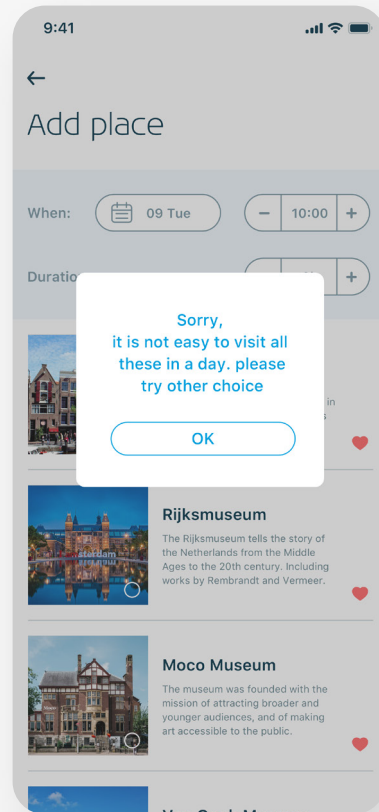 9:41
Add place
When:
09 Tue
−
10:00
+
Duratio
+
Sorry,
it is not easy to visit all
these in a day. please
try other choice
OK
in
Rijksmuseum
The Rijksmuseum tells the story of
the Netherlands from the Middle
Ages to the 20th century. Including
works by Rembrandt and Vermeer.
Moco Museum
The museum was founded with the
mission of attracting broader and
younger audiences, and of making
art accessible to the public.